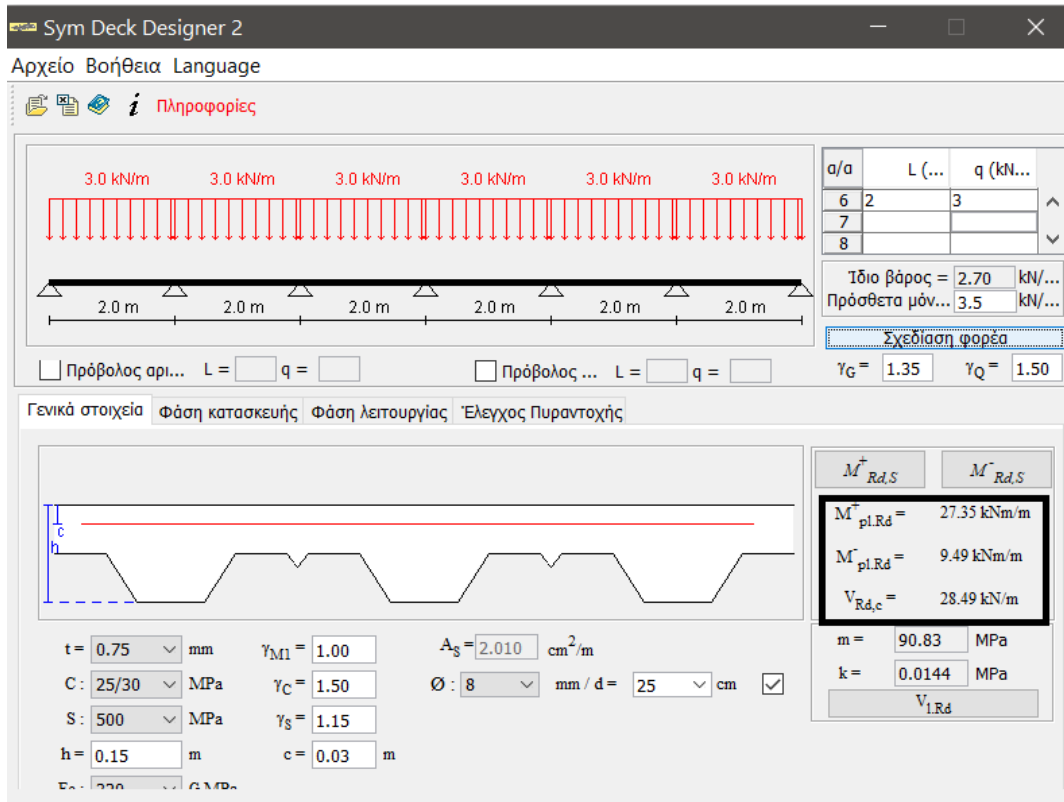 Sym Deck Designer 2
Αρχείο Βοήθεια Language
i Πληροφορίες
3.0 kN/m 3.0 kN/m 3.0 kN/m 3.0 kN/m 3.0 kN/m 3.0 kN/m
2.0 m 2.0 m 2.0 m 2.0 m 2.0 m 2.0 m
α/α L (... q (kN...
6 2 3
7
8
Ίδιο βάρος = 2.70 kN/...
Πρόσθετα μόν... 3.5 kN/...
Σχεδίαση φορέα
Πρόβολος αρι... L = q =
Πρόβολος ... L = q =
γG = 1.35 γQ = 1.50
Γενικά στοιχεία Φάση κατασκευής Φάση λειτουργίας Έλεγχος Πυραντοχής
c
h
M+Rd,S M-Rd,S
M+pl.Rd = 27.35 kNm/m
M-pl.Rd = 9.49 kNm/m
VRd,c = 28.49 kN/m
m = 90.83 MPa
k = 0.0144 MPa
V1.Rd
t = 0.75 mm γM1 = 1.00 AS = 2.010 cm2/m
C : 25/30 MPa γC = 1.50 Ø : 8 mm / d = 25 cm
S : 500 MPa γS = 1.15
h = 0.15 m c = 0.03 m